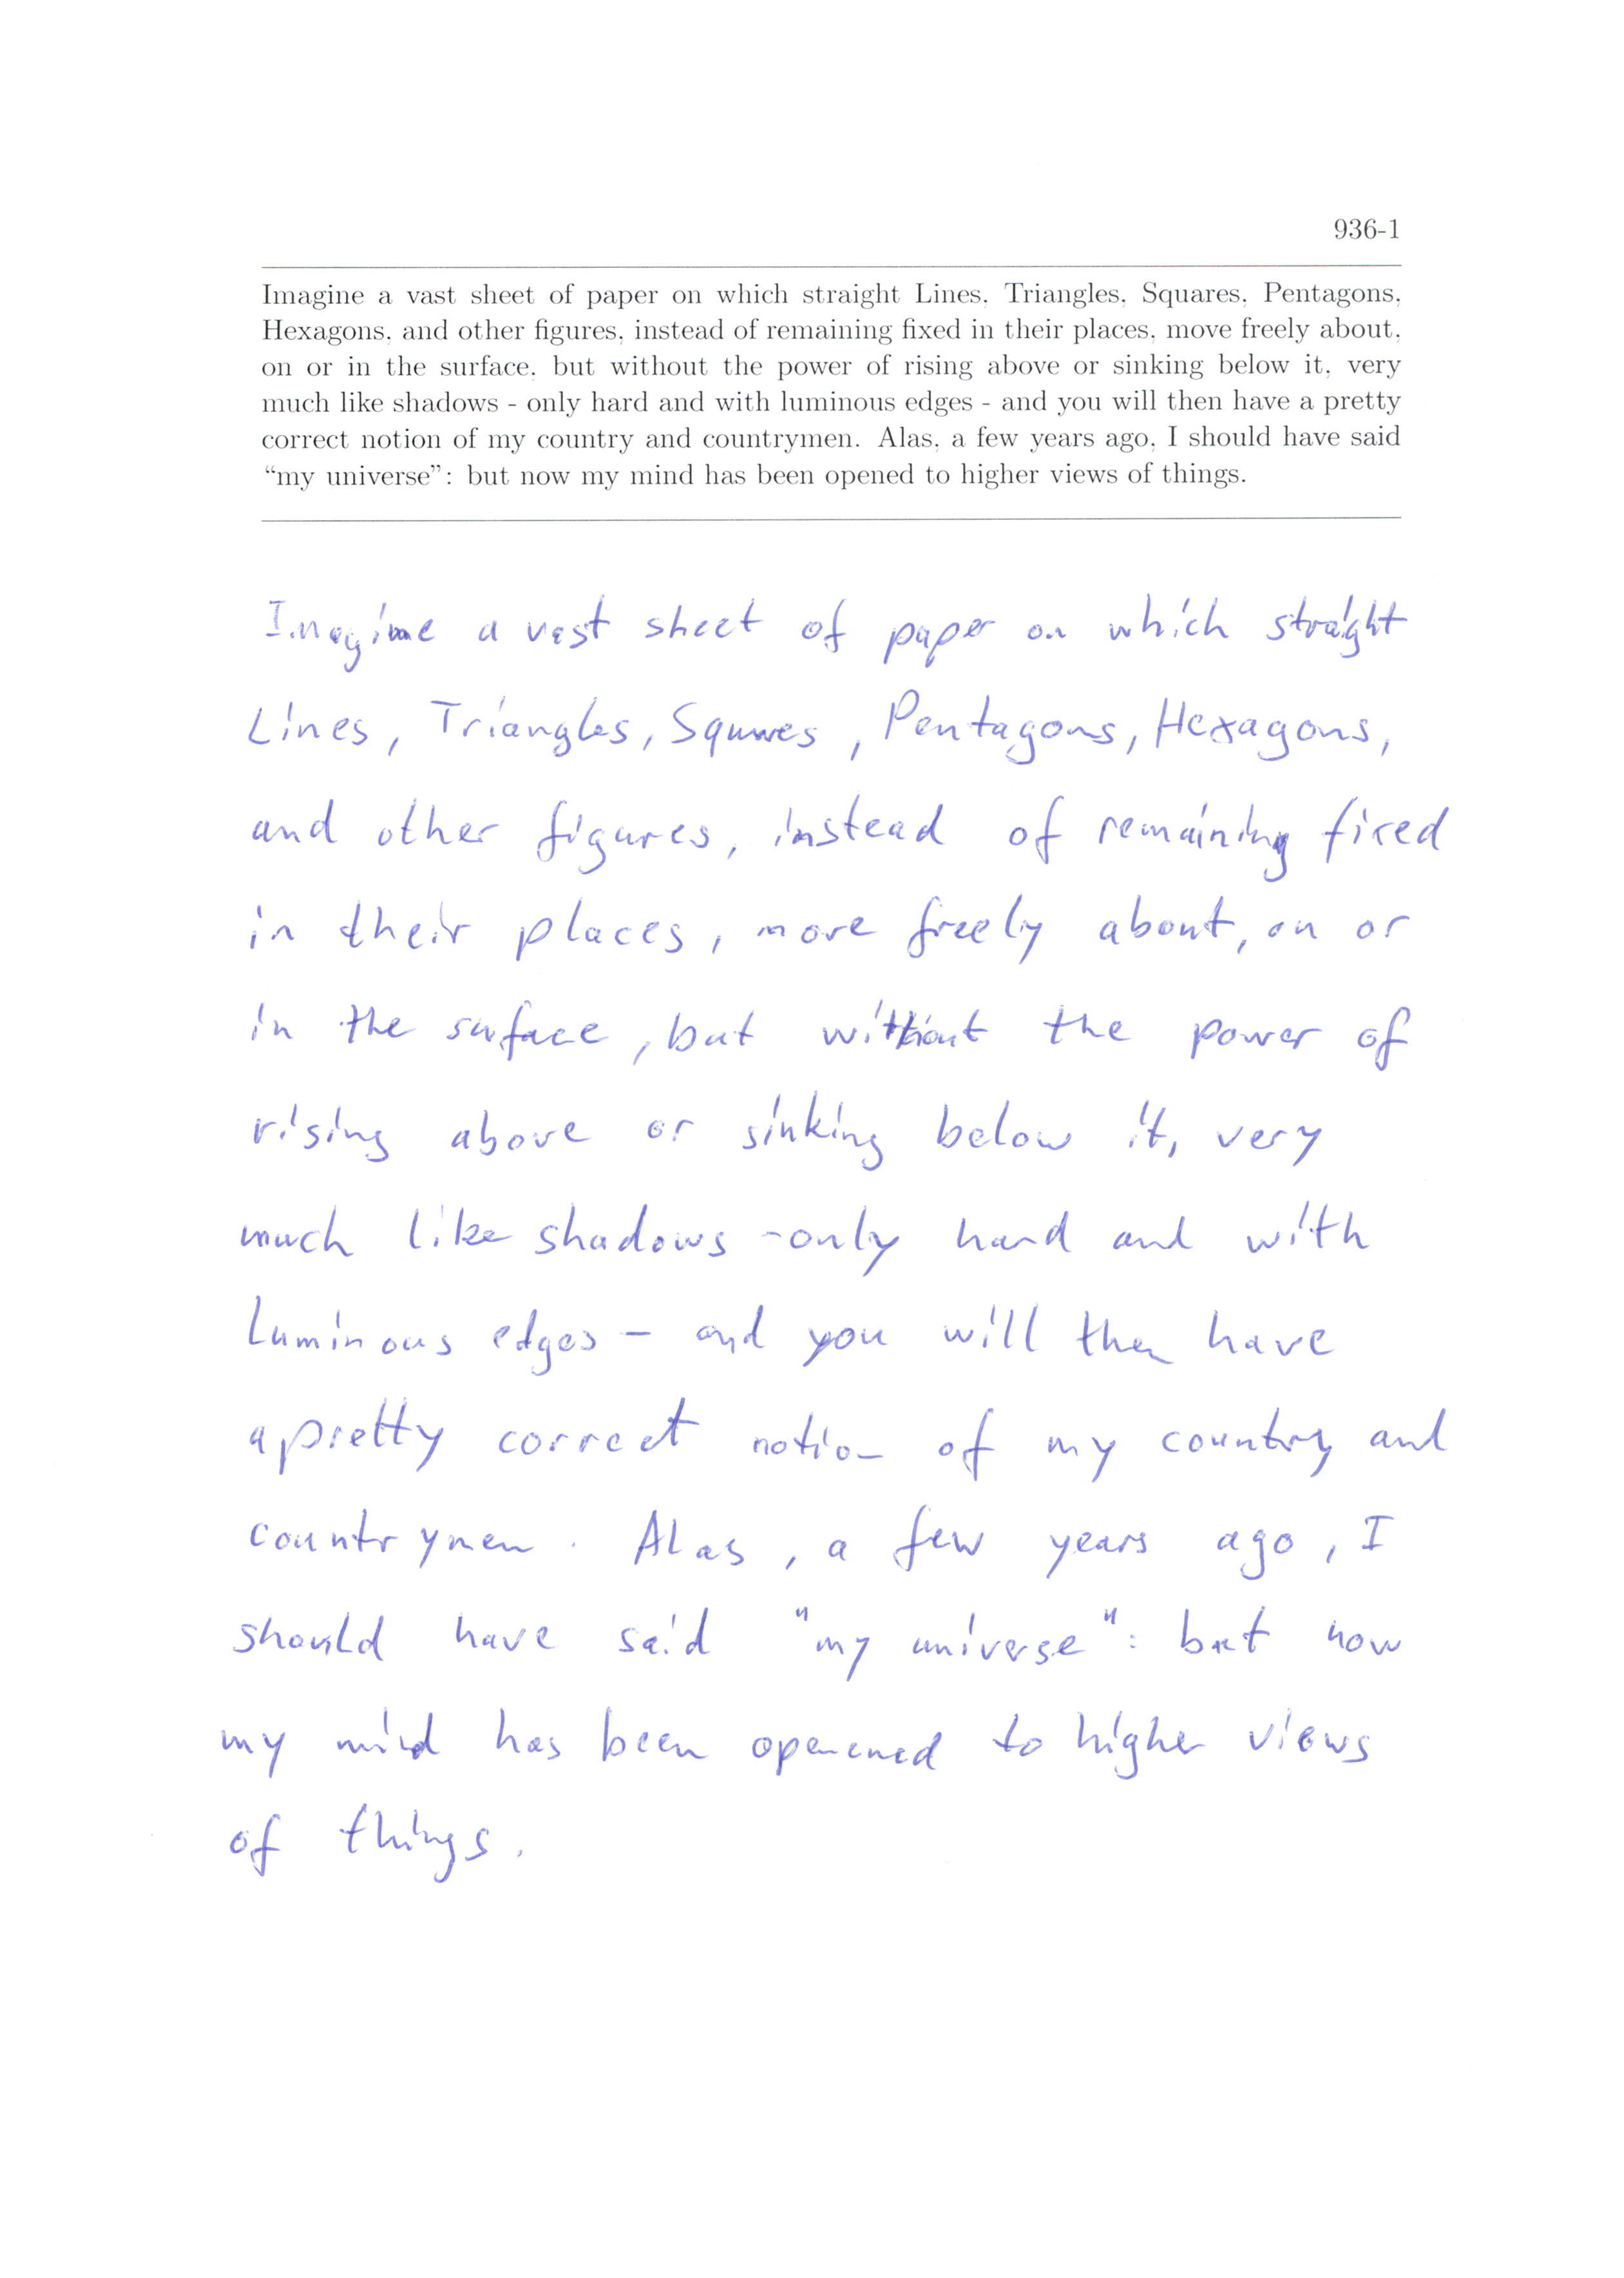 936-1
Imagine a vast sheet of paper on which straight Lines, Triangles, Squares, Pentagons,
Hexagons, and other figures, instead of remaining fixed in their places, move freely about,
on or in the surface, but without the power of rising above or sinking below it, very
much like shadows - only hard and with luminous edges - and you will then have a pretty
correct notion of my country and countrymen. Alas, a few years ago, I should have said
“my universe”: but now my mind has been opened to higher views of things.
Imagine a vast sheet of paper on which straight
Lines, Triangles, Squares, Pentagons, Hexagons,
and other figures, instead of remaining fixed
in their places, move freely about, on or
in the surface, but without the power of
rising above or sinking below it, very
much like shadows - only hard and with
luminous edges - and you will then have
a pretty correct notion of my country and
countrymen. Alas, a few years ago, I
should have said "my universe": but now
my mind has been openened to higher views
of things.